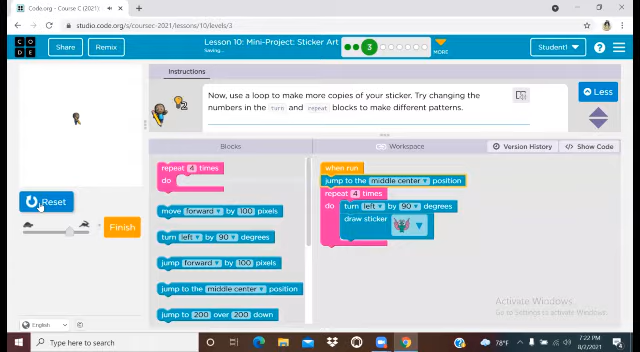 Code.org
studio.code.org/s/coursec-2021/lessons/10/levels/3
C O
D E
Share
Remix
Lesson 10: Mini-Project: Sticker Art
Saving...
3
MORE
Student1
Instructions
2
Now, use a loop to make more copies of your sticker. Try changing the
numbers in the turn and repeat blocks to make different patterns.
Less
Blocks
Workspace
Version History
Show Code
repeat 4 times
do
move forward by 100 pixels
turn left by 90 degrees
jump forward by 100 pixels
jump to the middle center position
jump to 200 over 200 down
when run
jump to the middle center position
repeat 4 times
do
turn left by 90 degrees
draw sticker
Reset
Finish
Activate Windows
Go to Settings to activate Windows.
English
Type here to search
78°F
7:22 PM
8/2/2021